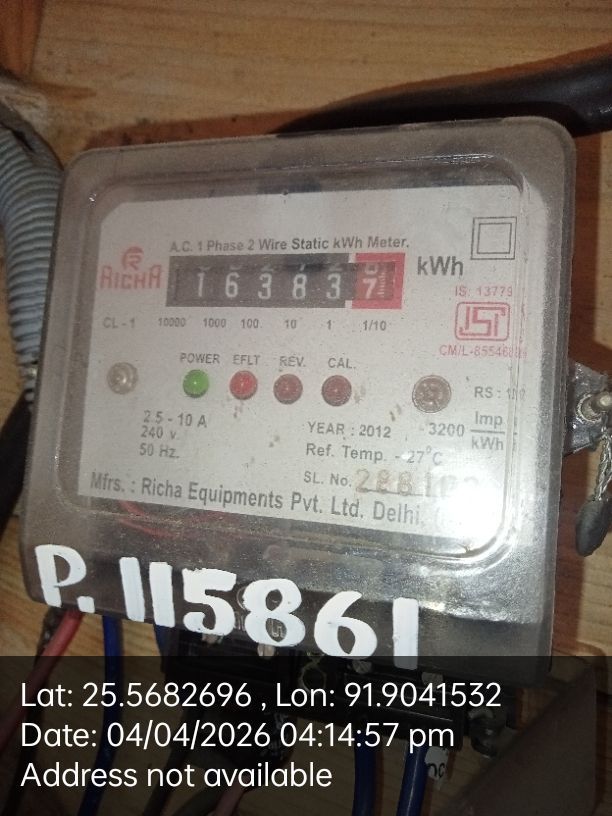 A.C. 1 Phase 2 Wire Static kWh Meter.
RICHA
1 6 3 8 3 7
kWh
IS. 13779
CL - 1 10000 1000 100 10 1 1/10
ISI
POWER EFLT REV. CAL.
2.5 - 10 A
240 v.
50 Hz.
YEAR : 2012
3200 Imp/kWh
Ref. Temp. - 27°C
SL. No.
Mfrs. : Richa Equipments Pvt. Ltd. Delhi.
P. 115861
Lat: 25.5682696 , Lon: 91.9041532
Date: 04/04/2026 04:14:57 pm
Address not available